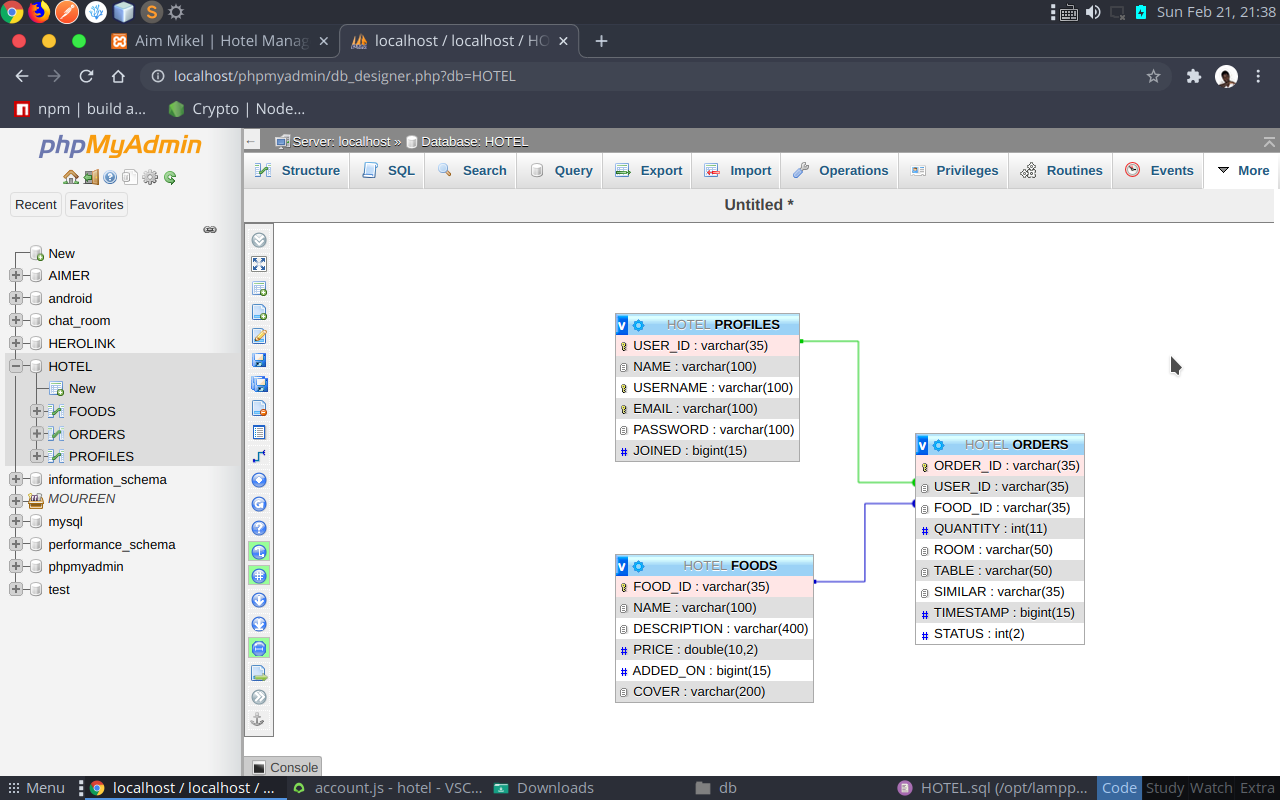 Sun Feb 21, 21:38
Aim Mikel | Hotel Manag
localhost / localhost / HO
localhost/phpmyadmin/db_designer.php?db=HOTEL
npm | build a...
Crypto | Node...
phpMyAdmin
Server: localhost » Database: HOTEL
Structure SQL Search Query Export Import Operations Privileges Routines Events More
Untitled *
Recent Favorites
New
AIMER
android
chat_room
HEROLINK
HOTEL
New
FOODS
ORDERS
PROFILES
information_schema
MOUREEN
mysql
performance_schema
phpmyadmin
test
v HOTEL PROFILES
USER_ID : varchar(35)
NAME : varchar(100)
USERNAME : varchar(100)
EMAIL : varchar(100)
PASSWORD : varchar(100)
# JOINED : bigint(15)
v HOTEL FOODS
FOOD_ID : varchar(35)
NAME : varchar(100)
DESCRIPTION : varchar(400)
# PRICE : double(10,2)
# ADDED_ON : bigint(15)
COVER : varchar(200)
v HOTEL ORDERS
ORDER_ID : varchar(35)
USER_ID : varchar(35)
FOOD_ID : varchar(35)
# QUANTITY : int(11)
ROOM : varchar(50)
TABLE : varchar(50)
SIMILAR : varchar(35)
# TIMESTAMP : bigint(15)
# STATUS : int(2)
Console
Menu localhost / localhost / ... account.js - hotel - VSC... Downloads db HOTEL.sql (/opt/lampp... Code Study Watch Extra